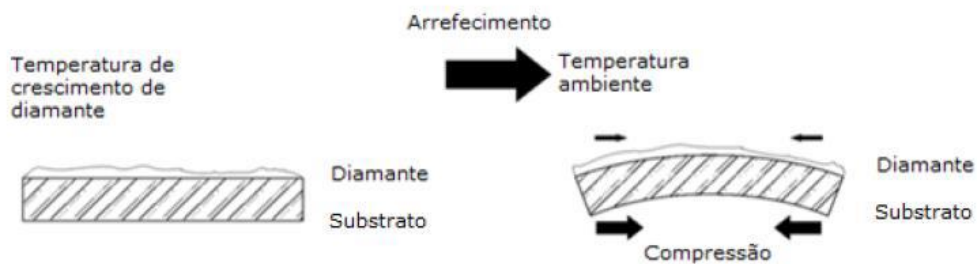 Arrefecimento
Temperatura de
crescimento de
diamante
Temperatura
ambiente
Diamante
Substrato
Diamante
Substrato
Compressão